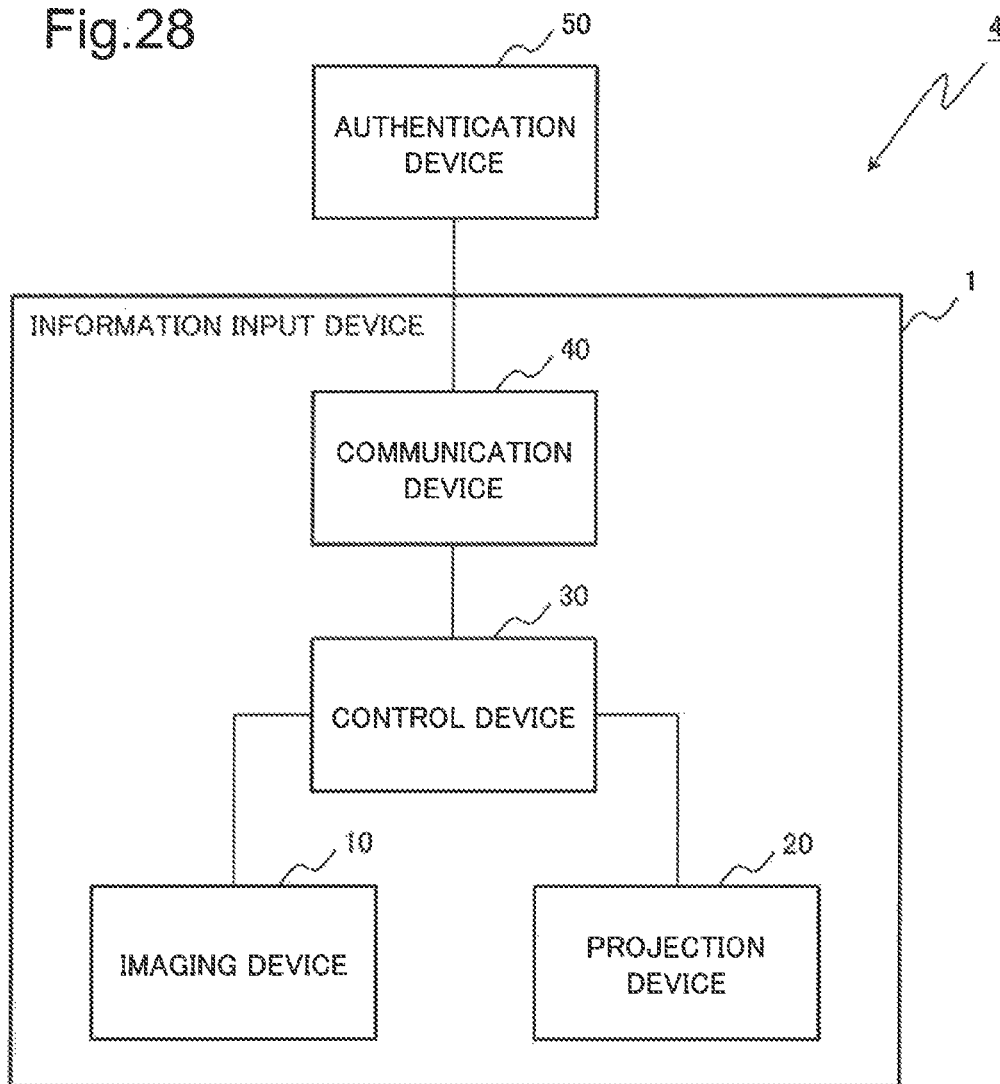 Fig.28
50
4
AUTHENTICATION
DEVICE
1
INFORMATION INPUT DEVICE
40
COMMUNICATION
DEVICE
30
CONTROL DEVICE
10
20
IMAGING DEVICE
PROJECTION
DEVICE